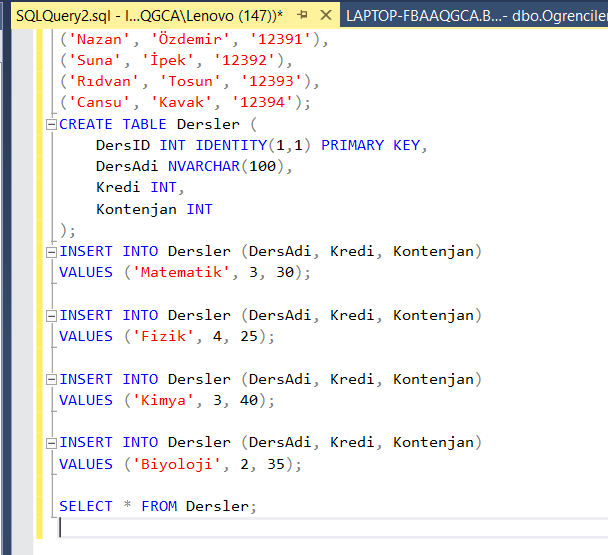 SQLQuery2.sql - l...QGCA\Lenovo (147))* LAPTOP-FBAAQGCA.B...- dbo.Ogrenciler
('Nazan', 'Özdemir', '12391'),
('Suna', 'İpek', '12392'),
('Rıdvan', 'Tosun', '12393'),
('Cansu', 'Kavak', '12394');
CREATE TABLE Dersler (
    DersID INT IDENTITY(1,1) PRIMARY KEY,
    DersAdi NVARCHAR(100),
    Kredi INT,
    Kontenjan INT
);
INSERT INTO Dersler (DersAdi, Kredi, Kontenjan)
VALUES ('Matematik', 3, 30);
INSERT INTO Dersler (DersAdi, Kredi, Kontenjan)
VALUES ('Fizik', 4, 25);
INSERT INTO Dersler (DersAdi, Kredi, Kontenjan)
VALUES ('Kimya', 3, 40);
INSERT INTO Dersler (DersAdi, Kredi, Kontenjan)
VALUES ('Biyoloji', 2, 35);
SELECT * FROM Dersler;